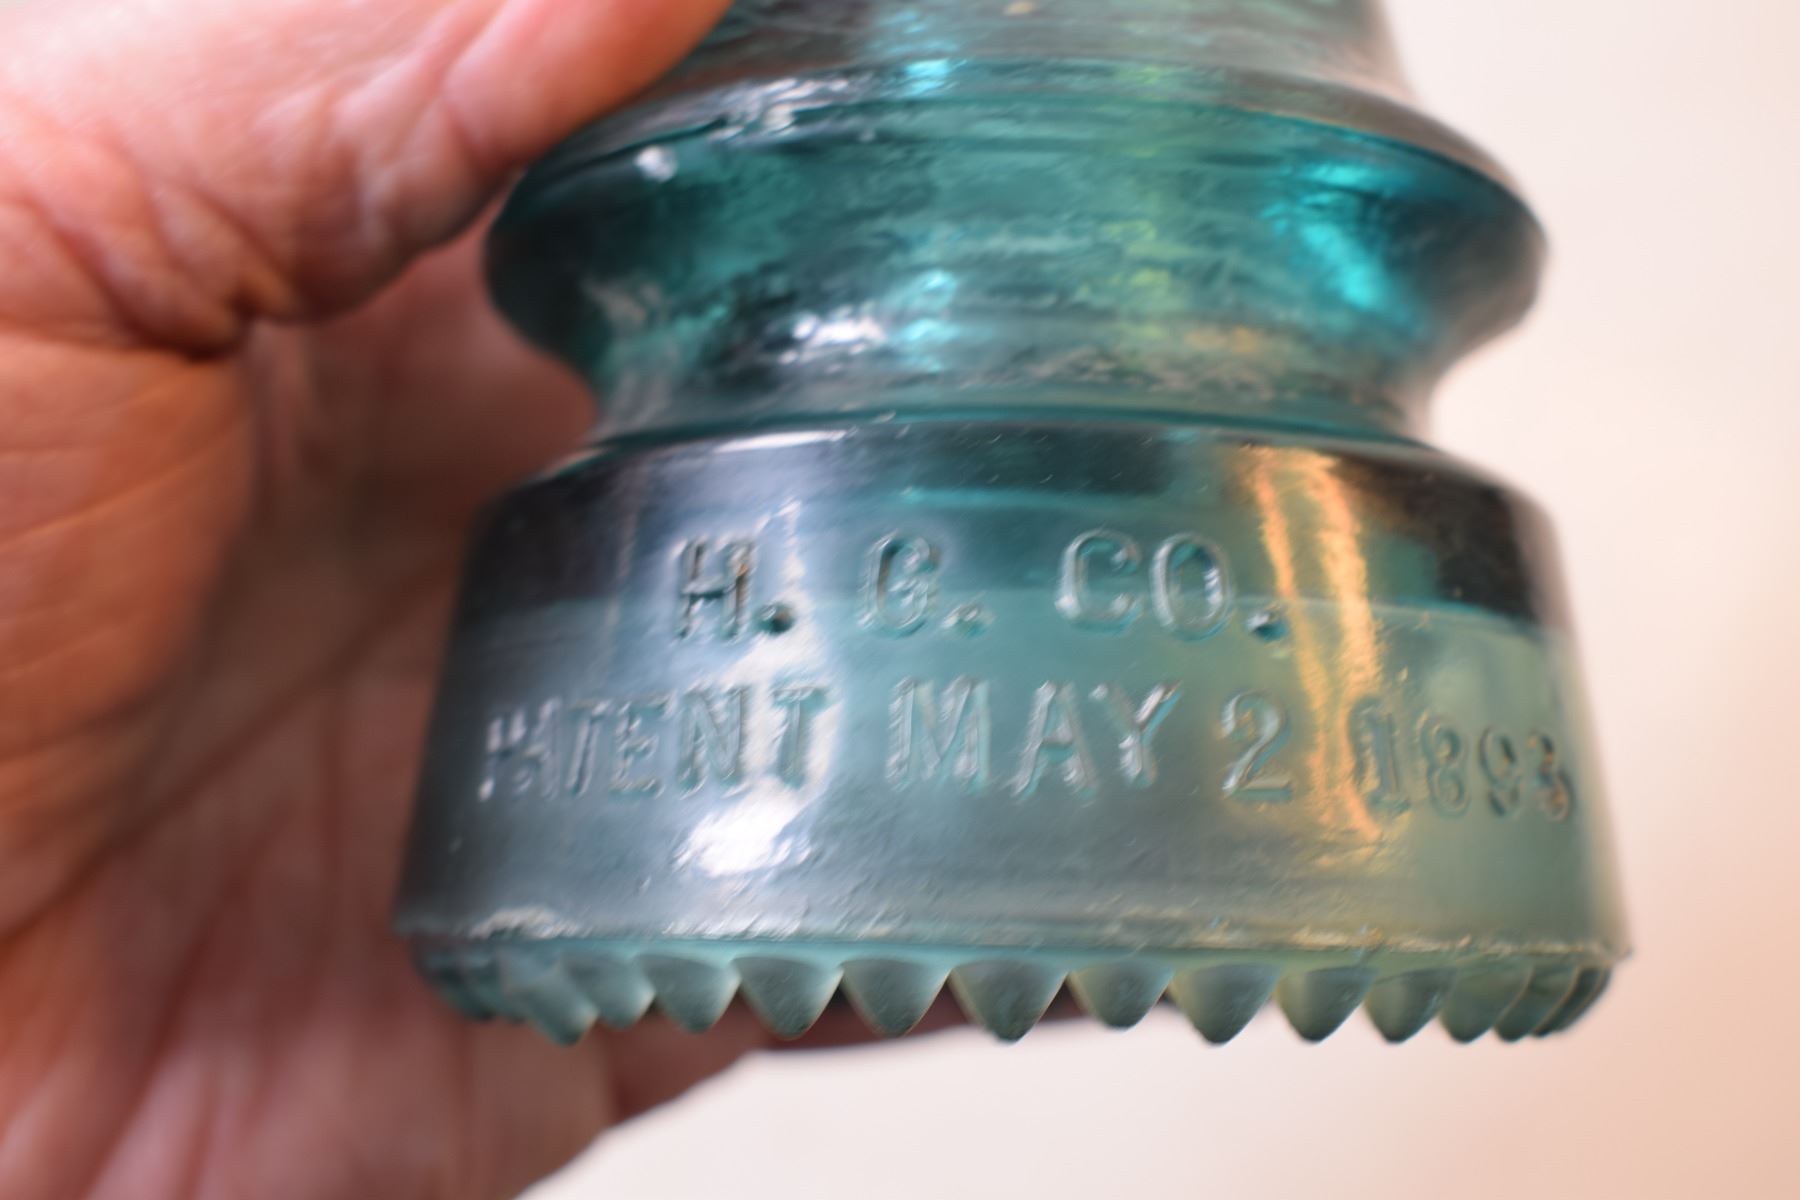 H. G. CO.
PATENT MAY 2 1893